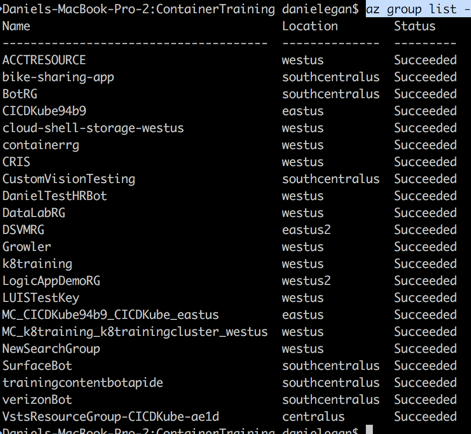 Daniels-MacBook-Pro-2:ContainerTraining danielegan$ az group list -
Name Location Status
---------------------------------- -------------- ---------
ACCTRESOURCE westus Succeeded
bike-sharing-app southcentralus Succeeded
BotRG southcentralus Succeeded
CICDKube94b9 eastus Succeeded
cloud-shell-storage-westus westus Succeeded
containerrg westus Succeeded
CRIS westus Succeeded
CustomVisionTesting southcentralus Succeeded
DanielTestHRBot westus Succeeded
DataLabRG westus Succeeded
DSVMRG eastus2 Succeeded
Growler westus Succeeded
k8training westus Succeeded
LogicAppDemoRG westus2 Succeeded
LUISTestKey westus Succeeded
MC_CICDKube94b9_CICDKube_eastus eastus Succeeded
MC_k8training_k8trainingcluster_westus westus Succeeded
NewSearchGroup westus Succeeded
SurfaceBot southcentralus Succeeded
trainingcontentbotapide southcentralus Succeeded
verizonBot southcentralus Succeeded
VstsResourceGroup-CICDKube-ae1d centralus Succeeded
Daniels-MacBook-Pro-2:ContainerTraining danielegan$